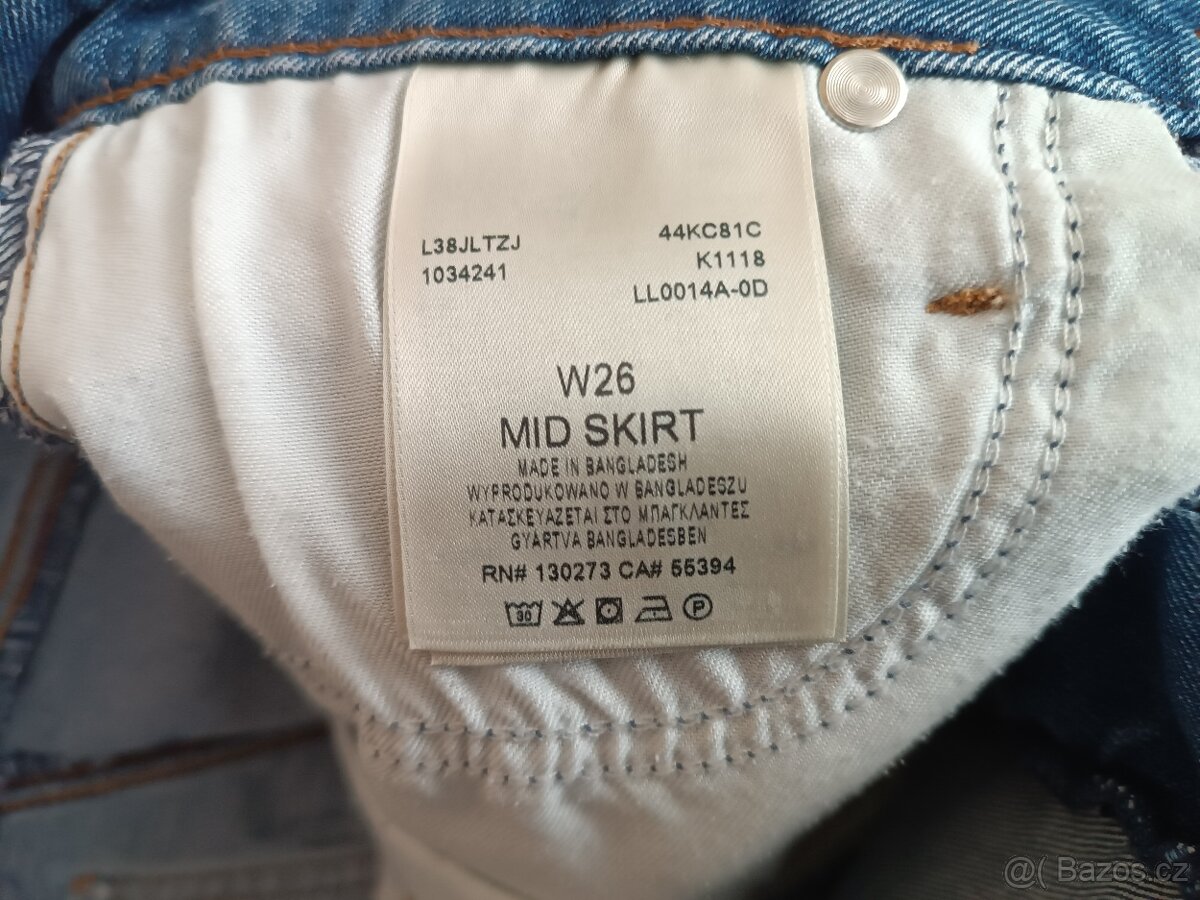 L38JLTZJ
1034241
44KC81C
K1118
LL0014A-0D
W26
MID SKIRT
MADE IN BANGLADESH
WYPRODUKOWANO W BANGLADESZU
ΚΑΤΑΣΚΕΥΑΖΕΤΑΙ ΣΤΟ ΜΠΑΓΚΛΑΝΤΕΣ
GYÁRTVA BANGLADESBEN
RN# 130273 CA# 55394
30 P
@( Bazos.cz